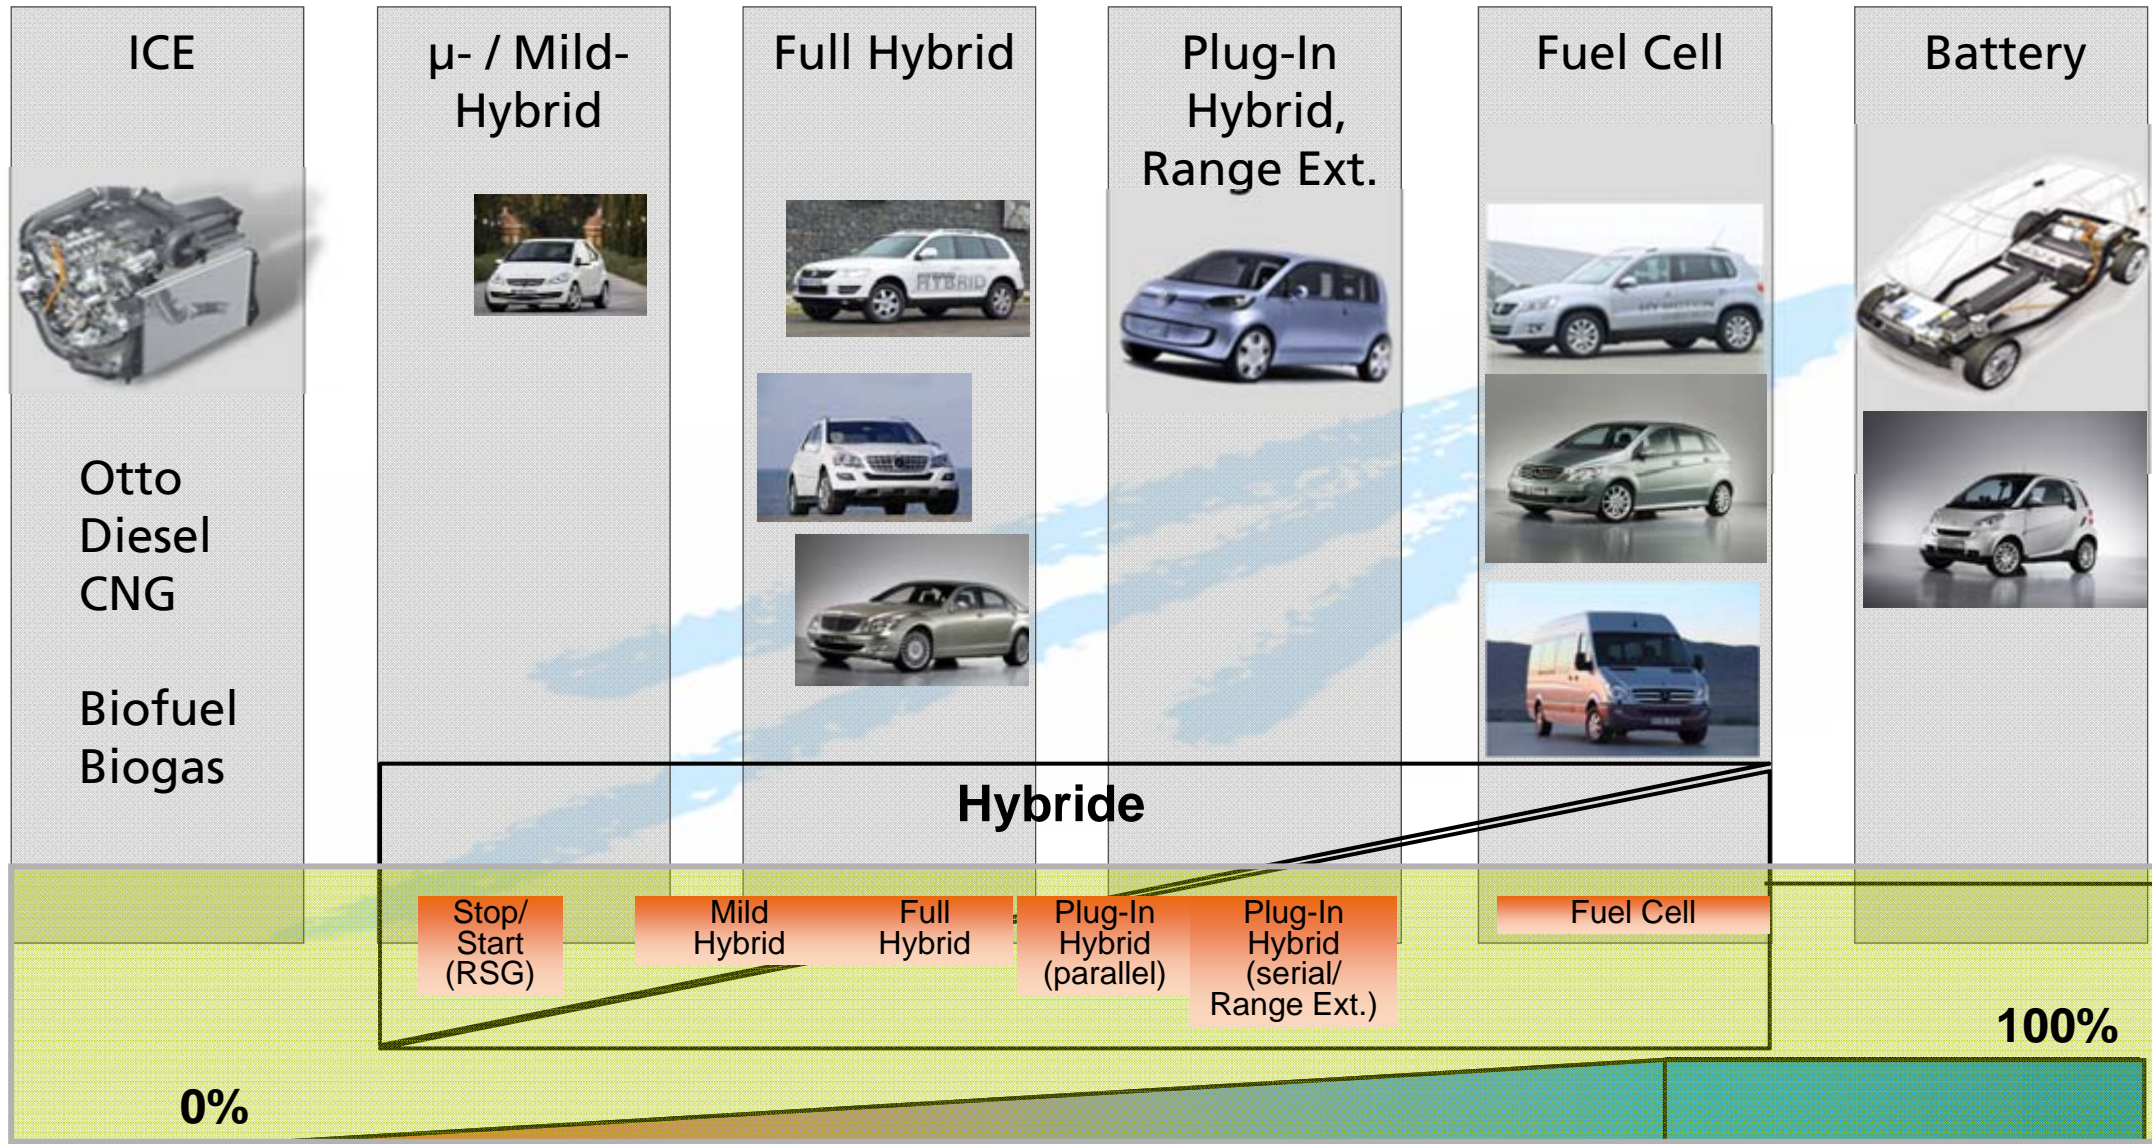 ICE
µ- / Mild-
Hybrid
Full Hybrid
Plug-In
Hybrid,
Range Ext.
Fuel Cell
Battery
HYBRID
Otto
Diesel
CNG
Biofuel
Biogas
Hybride
Stop/
Start
(RSG)
Mild
Hybrid
Full
Hybrid
Plug-In
Hybrid
(parallel)
Plug-In
Hybrid
(serial/
Range Ext.)
Fuel Cell
100%
0%